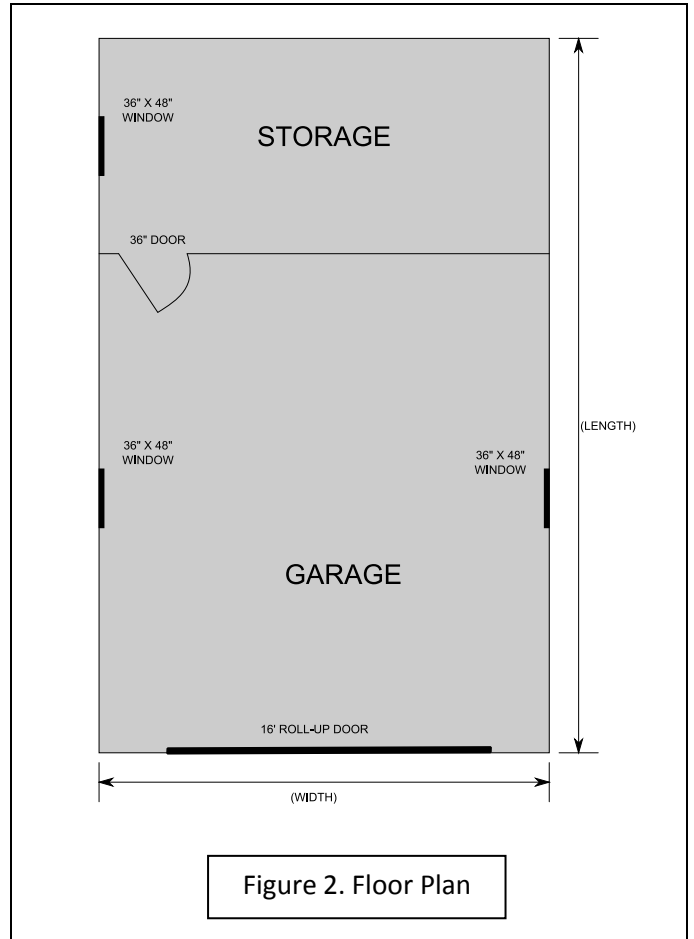 36" X 48"
WINDOW
STORAGE
36" DOOR
(LENGTH)
36" X 48"
WINDOW
36" X 48"
WINDOW
GARAGE
16' ROLL-UP DOOR
(WIDTH)
Figure 2. Floor Plan